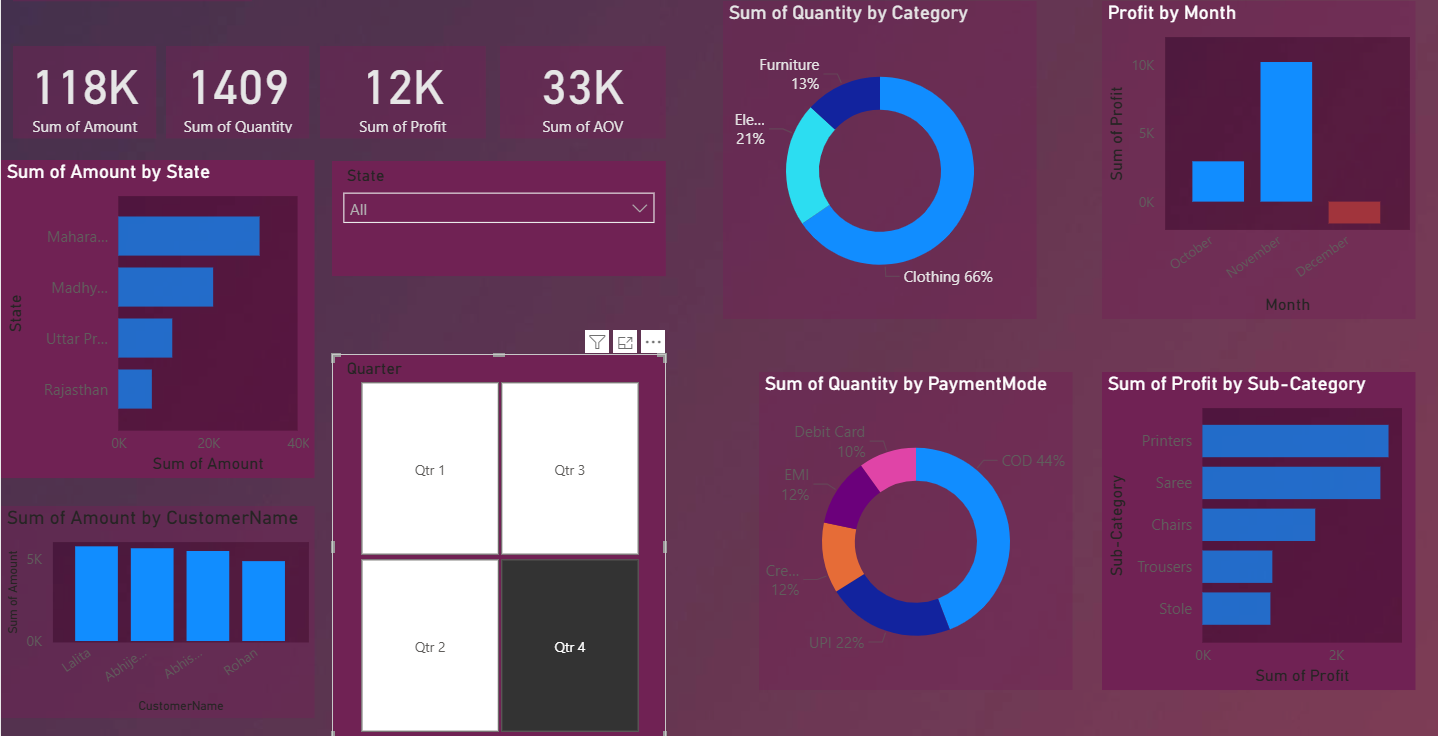 118K
Sum of Amount
1409
Sum of Quantity
12K
Sum of Profit
33K
Sum of AOV
Sum of Amount by State
State
Mahara...
Madhy...
Uttar Pr...
Rajasthan
0K
20K
40K
Sum of Amount
State
All
Sum of Amount by CustomerName
Sum of Amount
5K
0K
Lalita
Abhije...
Abhis...
Rohan
CustomerName
Quarter
Qtr 1
Qtr 3
Qtr 2
Qtr 4
Sum of Quantity by Category
Furniture
13%
Ele...
21%
Clothing 66%
Profit by Month
Sum of Profit
10K
5K
0K
October
November
December
Month
Sum of Quantity by PaymentMode
Debit Card
10%
EMI
12%
Cre...
12%
UPI 22%
COD 44%
Sum of Profit by Sub-Category
Sub-Category
Printers
Saree
Chairs
Trousers
Stole
0K
2K
Sum of Profit